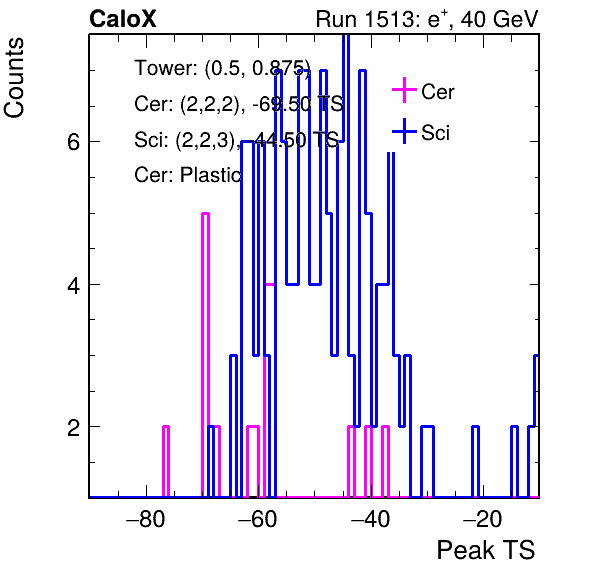 CaloX Run 1513: e⁺, 40 GeV
Counts
Tower: (0.5, 0.875)
Cer: (2,2,2), -69.50 TS
Sci: (2,2,3), -44.50 TS
Cer: Plastic
Cer
Sci
6
4
2
−80 −60 −40 −20
Peak TS